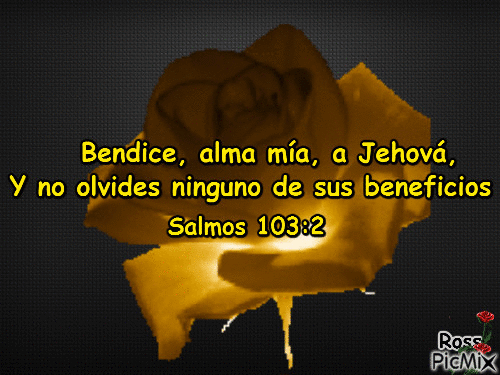 Bendice, alma mía, a Jehová,
Y no olvides ninguno de sus beneficios
Salmos 103:2
Ross
PicMiX